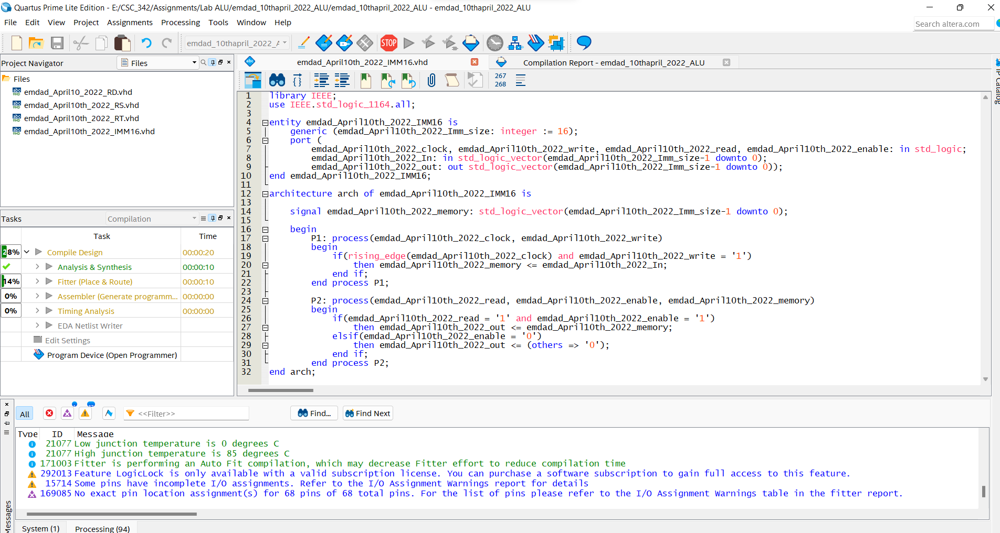 Quartus Prime Lite Edition - E:/CSC_342/Assignments/Lab ALU/emdad_10thapril_2022_ALU/emdad_10thapril_2022_ALU - emdad_10thapril_2022_ALU
File Edit View Project Assignments Processing Tools Window Help
Search altera.com
emdad_10thapril_2022_A
STOP
Project Navigator
Files
emdad_April10th_2022_IMM16.vhd
Compilation Report - emdad_10thapril_2022_ALU
IP Catalog
Files
emdad_April10_2022_RD.vhd
emdad_April10th_2022_RS.vhd
emdad_April10th_2022_RT.vhd
emdad_April10th_2022_IMM16.vhd
267
268
1 library IEEE;
2 use IEEE.std_logic_1164.all;
3
4 entity emdad_April10th_2022_IMM16 is
5 generic (emdad_April10th_2022_Imm_size: integer := 16);
6 port (
7 emdad_April10th_2022_clock, emdad_April10th_2022_write, emdad_April10th_2022_read, emdad_April10th_2022_enable: in std_logic;
8 emdad_April10th_2022_In: in std_logic_vector(emdad_April10th_2022_Imm_size-1 downto 0);
9 emdad_April10th_2022_out: out std_logic_vector(emdad_April10th_2022_Imm_size-1 downto 0));
10 end emdad_April10th_2022_IMM16;
11
12 architecture arch of emdad_April10th_2022_IMM16 is
13
14 signal emdad_April10th_2022_memory: std_logic_vector(emdad_April10th_2022_Imm_size-1 downto 0);
15
16 begin
17 P1: process(emdad_April10th_2022_clock, emdad_April10th_2022_write)
18 begin
19 if(rising_edge(emdad_April10th_2022_clock) and emdad_April10th_2022_write = '1')
20 then emdad_April10th_2022_memory <= emdad_April10th_2022_In;
21 end if;
22 end process P1;
23
24 P2: process(emdad_April10th_2022_read, emdad_April10th_2022_enable, emdad_April10th_2022_memory)
25 begin
26 if(emdad_April10th_2022_read = '1' and emdad_April10th_2022_enable = '1')
27 then emdad_April10th_2022_out <= emdad_April10th_2022_memory;
28 elsif(emdad_April10th_2022_enable = '0')
29 then emdad_April10th_2022_out <= (others => '0');
30 end if;
31 end process P2;
32 end arch;
Tasks
Compilation
Task Time
28% Compile Design 00:00:20
Analysis & Synthesis 00:00:10
14% Fitter (Place & Route) 00:00:10
0% Assembler (Generate programm... 00:00:00
0% Timing Analysis 00:00:00
EDA Netlist Writer
Edit Settings
Program Device (Open Programmer)
All
<<Filter>>
Find...
Find Next
Type ID Message
21077 Low junction temperature is 0 degrees C
21077 High junction temperature is 85 degrees C
171003 Fitter is performing an Auto Fit compilation, which may decrease Fitter effort to reduce compilation time
292013 Feature LogicLock is only available with a valid subscription license. You can purchase a software subscription to gain full access to this feature.
15714 Some pins have incomplete I/O assignments. Refer to the I/O Assignment Warnings report for details
169085 No exact pin location assignment(s) for 68 pins of 68 total pins. For the list of pins please refer to the I/O Assignment Warnings table in the fitter report.
Messages
System (1) Processing (94)